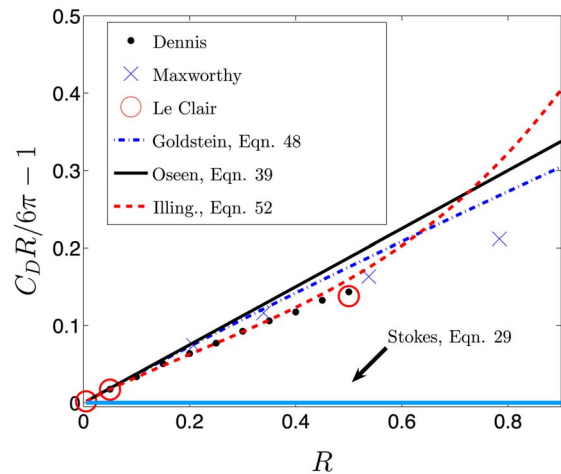 0.5
0.4
0.3
0.2
0.1
0
C_D R/6π − 1
Dennis
Maxworthy
Le Clair
Goldstein, Eqn. 48
Oseen, Eqn. 39
Illing., Eqn. 52
Stokes, Eqn. 29
0 0.2 0.4 0.6 0.8
R